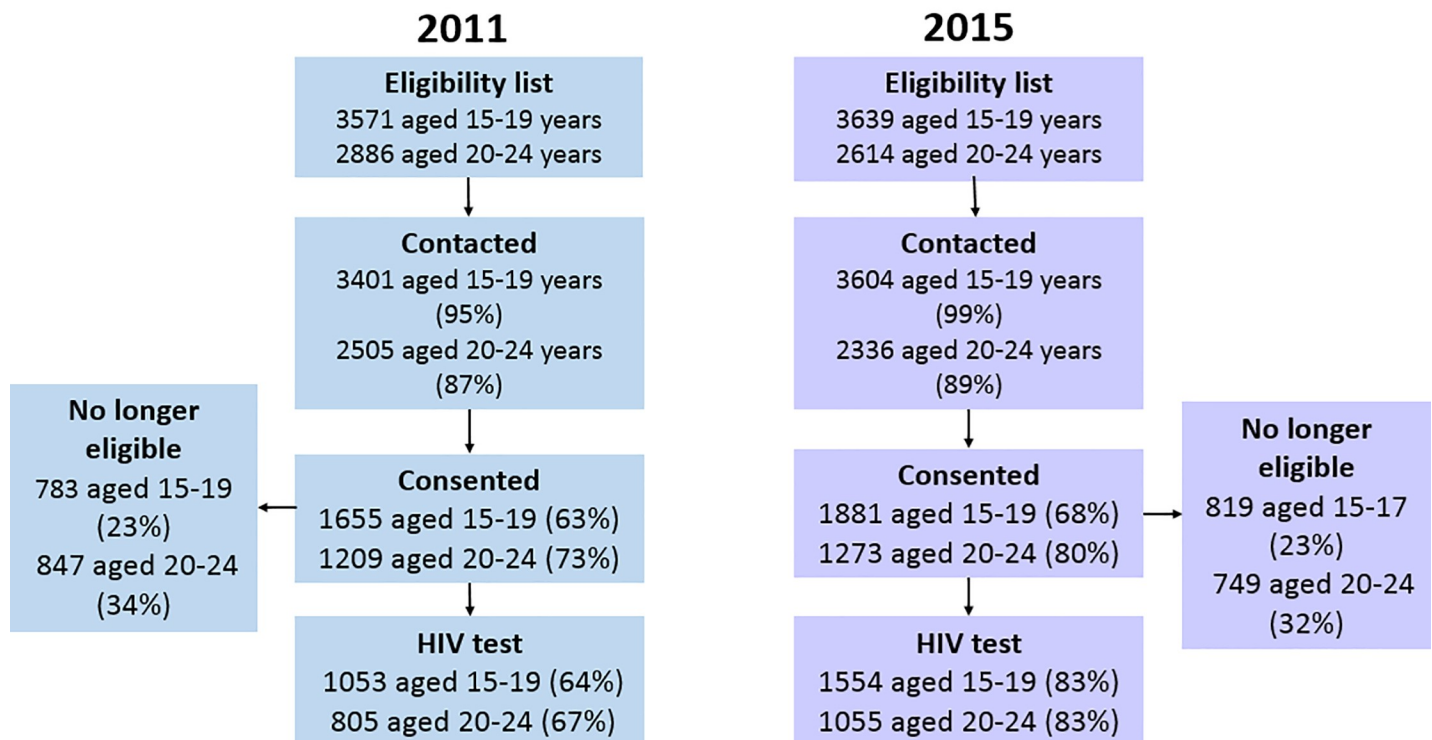 2011
Eligibility list
3571 aged 15-19 years
2886 aged 20-24 years
Contacted
3401 aged 15-19 years
(95%)
2505 aged 20-24 years
(87%)
No longer
eligible
783 aged 15-19
(23%)
847 aged 20-24
(34%)
Consented
1655 aged 15-19 (63%)
1209 aged 20-24 (73%)
HIV test
1053 aged 15-19 (64%)
805 aged 20-24 (67%)
2015
Eligibility list
3639 aged 15-19 years
2614 aged 20-24 years
Contacted
3604 aged 15-19 years
(99%)
2336 aged 20-24 years
(89%)
Consented
1881 aged 15-19 (68%)
1273 aged 20-24 (80%)
No longer
eligible
819 aged 15-17
(23%)
749 aged 20-24
(32%)
HIV test
1554 aged 15-19 (83%)
1055 aged 20-24 (83%)